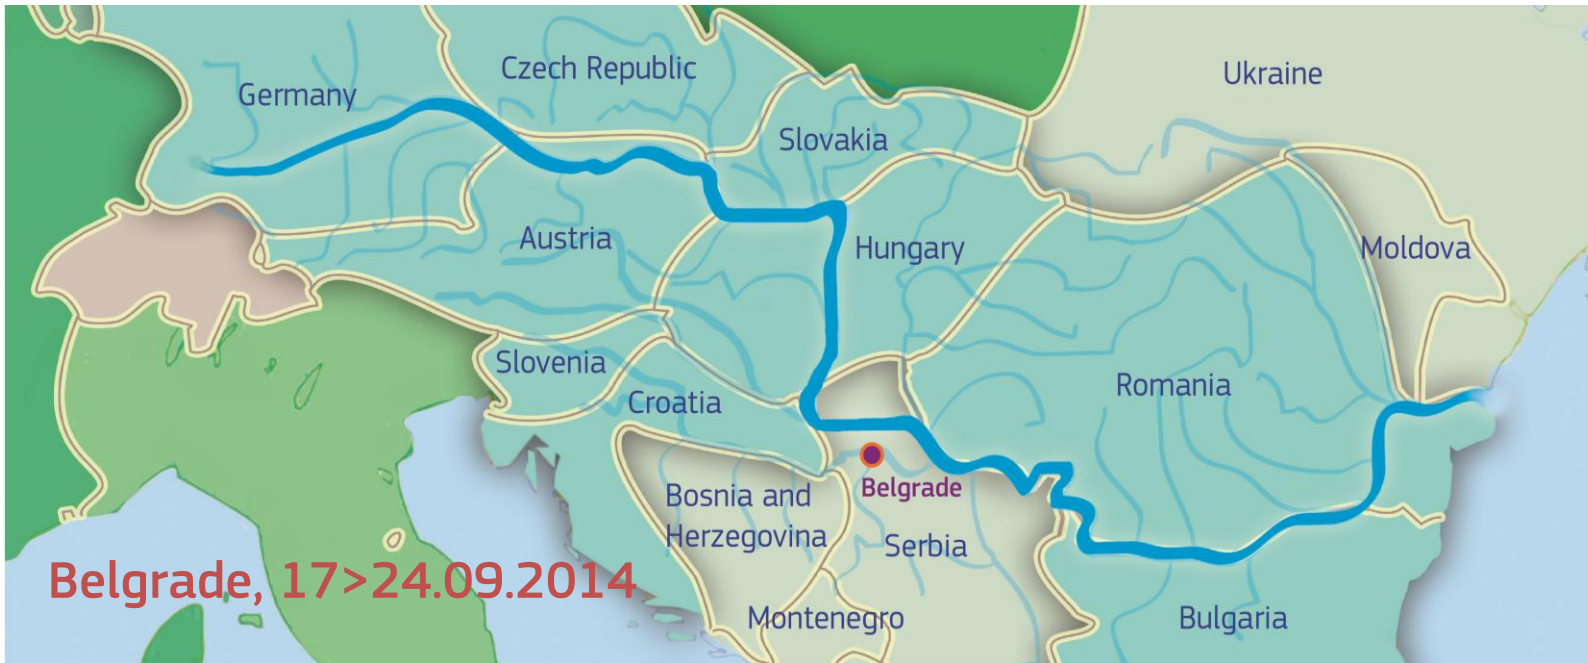 Czech Republic
Ukraine
Germany
Slovakia
Austria
Hungary
Moldova
Slovenia
Romania
Croatia
Belgrade
Bosnia and
Herzegovina
Serbia
Belgrade, 17>24.09.2014
Montenegro
Bulgaria